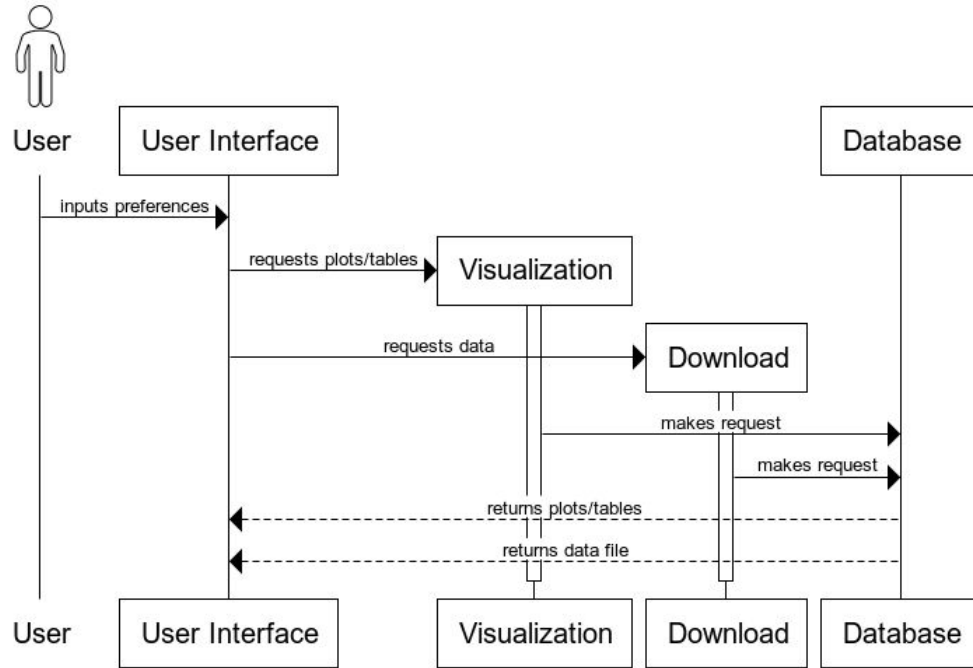 User
User Interface
Database
inputs preferences
requests plots/tables
Visualization
requests data
Download
makes request
makes request
returns plots/tables
returns data file
User
User Interface
Visualization
Download
Database